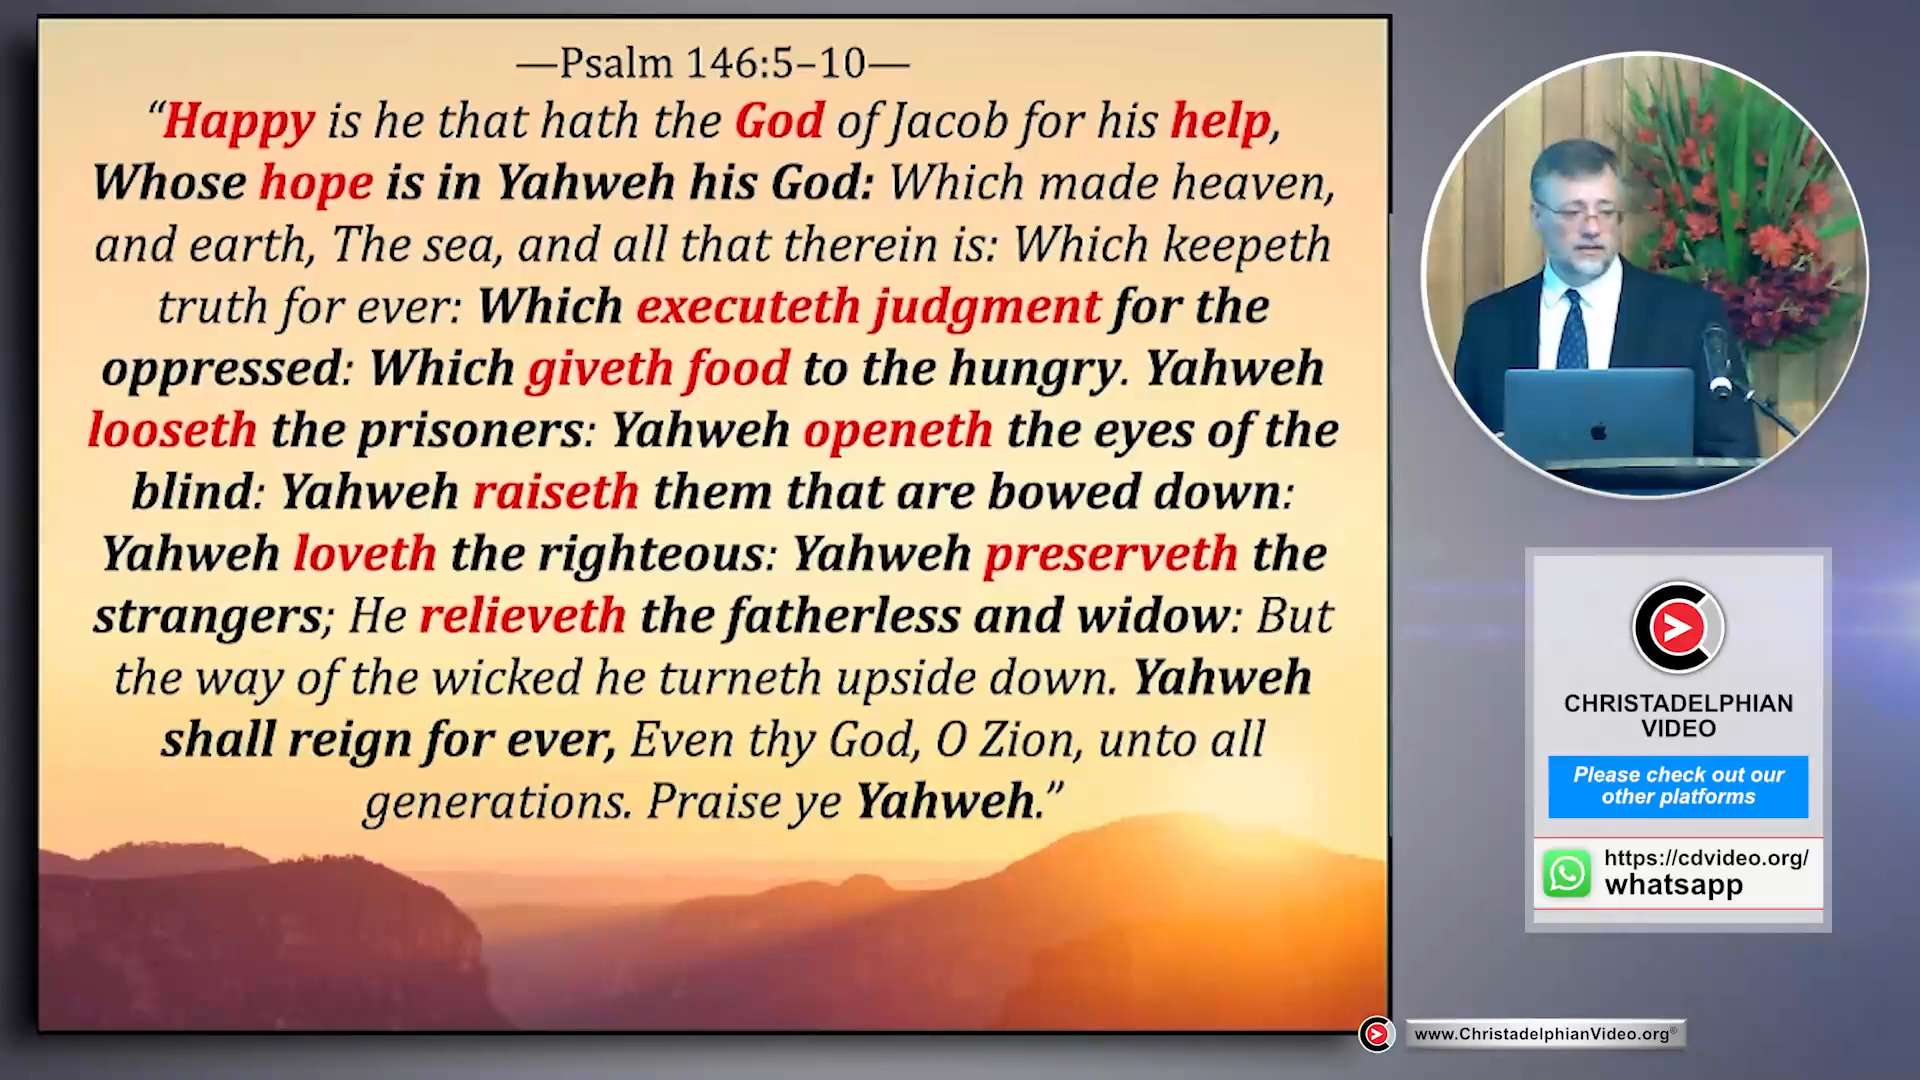 —Psalm 146:5–10—
“Happy is he that hath the God of Jacob for his help,
Whose hope is in Yahweh his God: Which made heaven,
and earth, The sea, and all that therein is: Which keepeth
truth for ever: Which executeth judgment for the
oppressed: Which giveth food to the hungry. Yahweh
looseth the prisoners: Yahweh openeth the eyes of the
blind: Yahweh raiseth them that are bowed down:
Yahweh loveth the righteous: Yahweh preserveth the
strangers; He relieveth the fatherless and widow: But
the way of the wicked he turneth upside down. Yahweh
shall reign for ever, Even thy God, O Zion, unto all
generations. Praise ye Yahweh.”
CHRISTADELPHIAN
VIDEO
Please check out our
other platforms
https://cdvideo.org/
whatsapp
www.ChristadelphianVideo.org®